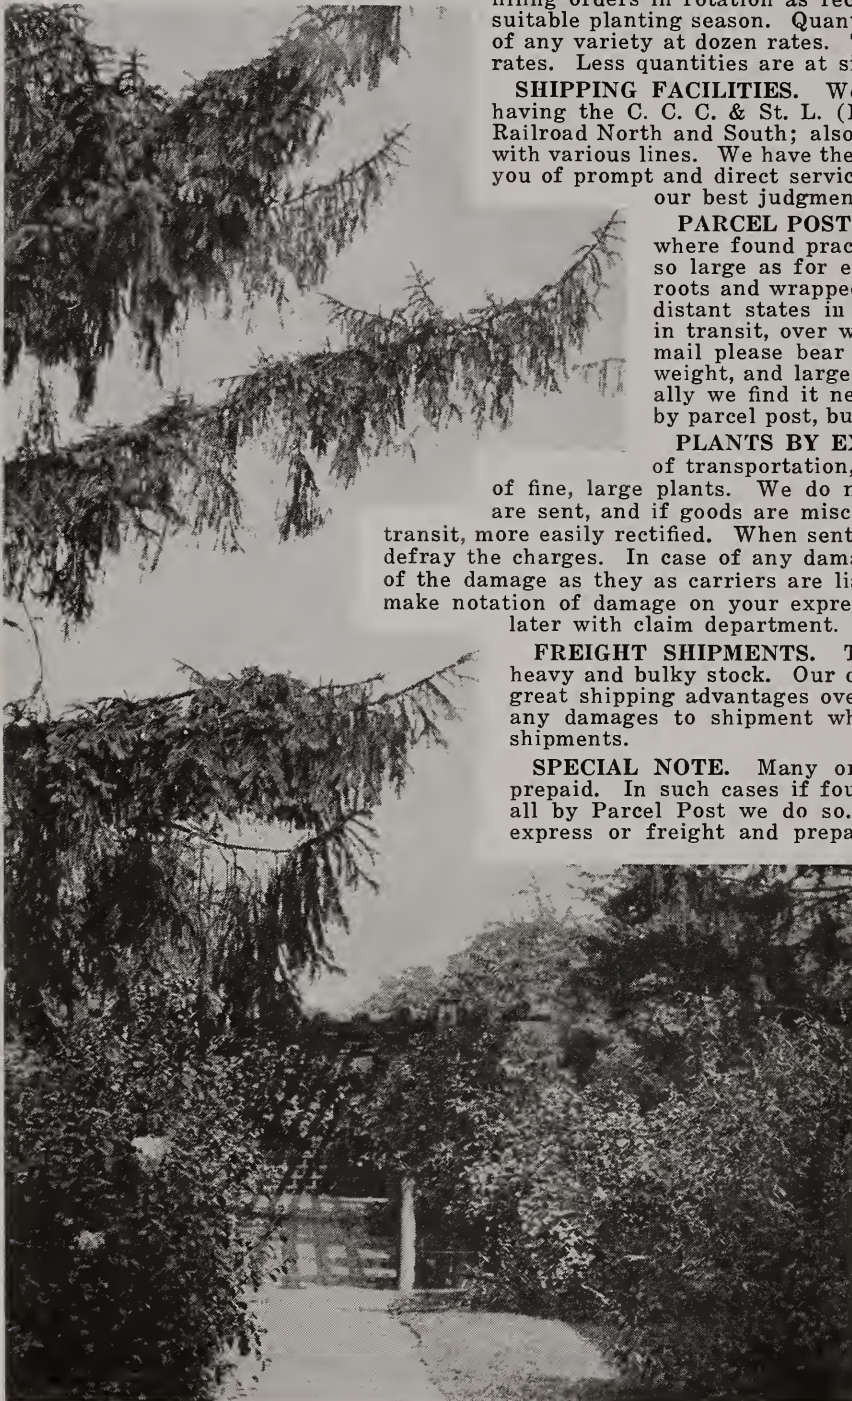 filling orders in rotation as
suitable planting season. Quant
of any variety at dozen rates.
rates. Less quantities are at si
SHIPPING FACILITIES. We
having the C. C. C. & St. L. (
Railroad North and South; also
with various lines. We have the
you of prompt and direct servic
our best judgmen
PARCEL POST
where found prac
so large as for e
roots and wrappe
distant states in
in transit, over w
mail please bear
weight, and large
ally we find it ne
by parcel post, bu
PLANTS BY EX
of transportation,
of fine, large plants. We do n
are sent, and if goods are misc
transit, more easily rectified. When sent
defray the charges. In case of any dama
of the damage as they as carriers are lia
make notation of damage on your expre
later with claim department.
FREIGHT SHIPMENTS. T
heavy and bulky stock. Our c
great shipping advantages ove
any damages to shipment wh
shipments.
SPECIAL NOTE. Many or
prepaid. In such cases if fou
all by Parcel Post we do so.
express or freight and prepa